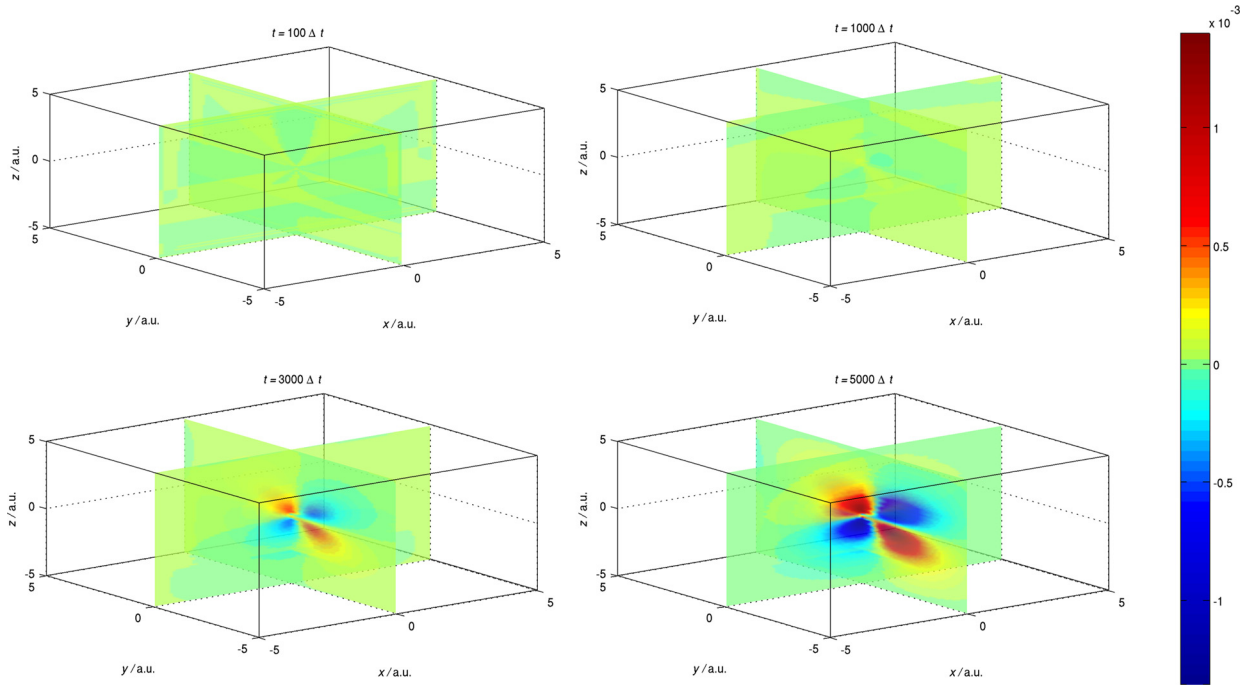 t = 100 Δ t
5
0
-5
z / a.u.
5
0
-5
y / a.u.
-5
0
5
x / a.u.
t = 1000 Δ t
5
0
-5
z / a.u.
5
0
-5
y / a.u.
-5
0
5
x / a.u.
x 10⁻³
1
0.5
0
-0.5
-1
t = 3000 Δ t
5
0
-5
z / a.u.
5
0
-5
y / a.u.
-5
0
5
x / a.u.
t = 5000 Δ t
5
0
-5
z / a.u.
5
0
-5
y / a.u.
-5
0
5
x / a.u.